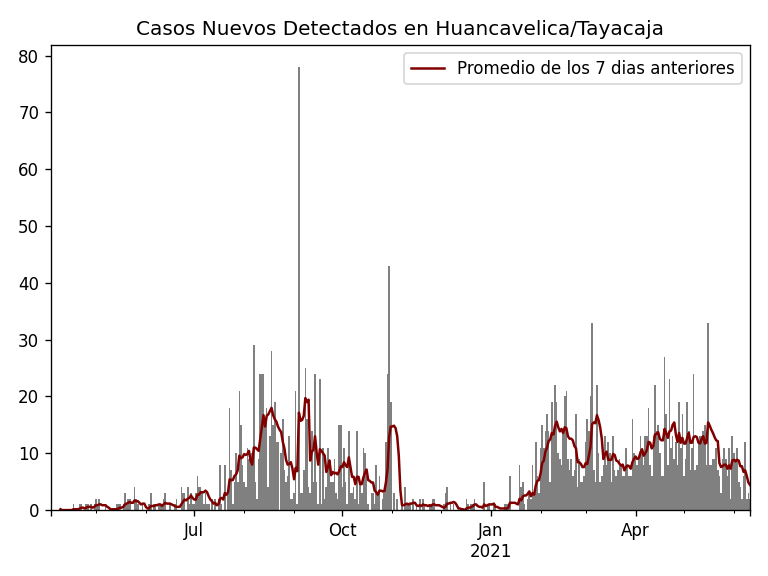 Casos Nuevos Detectados en Huancavelica/Tayacaja
Promedio de los 7 dias anteriores
80
70
60
50
40
30
20
10
0
Jul
Oct
Jan
2021
Apr